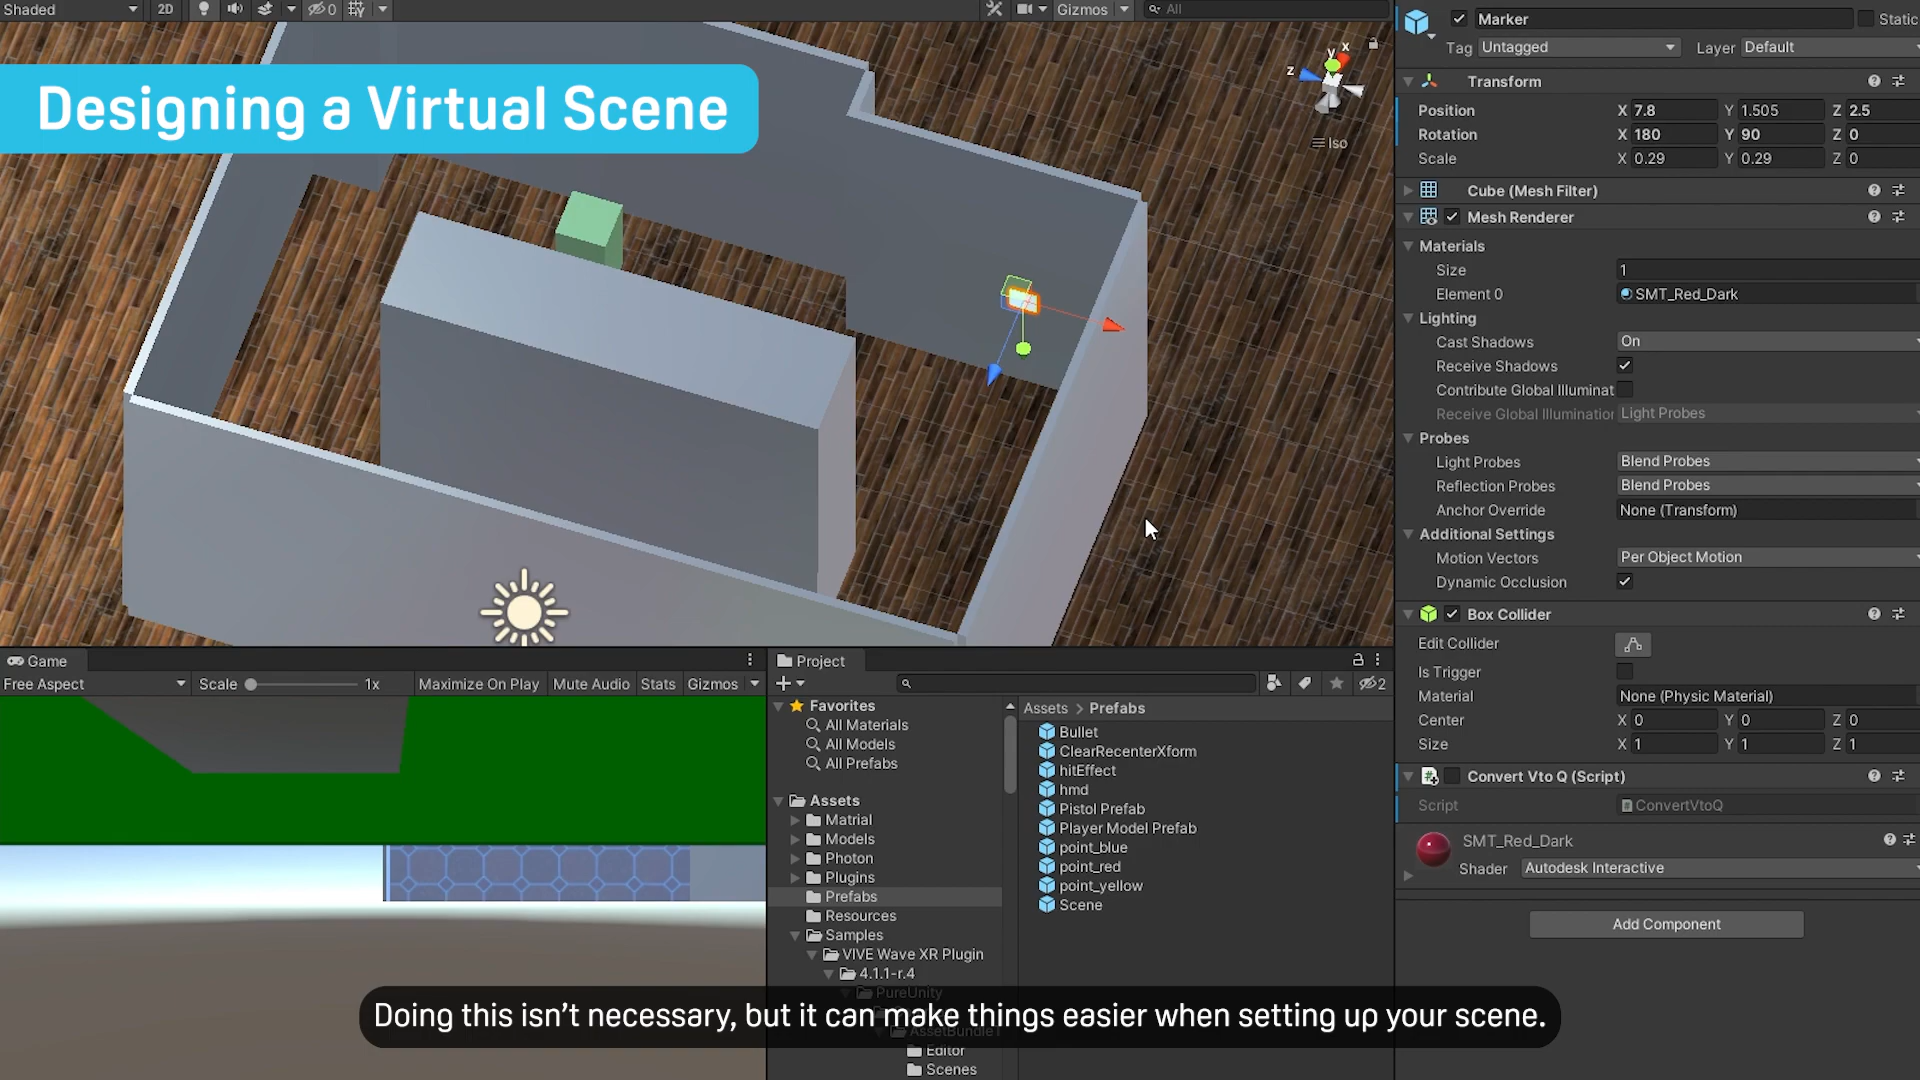 Shaded 2D 0 Gizmos All
Designing a Virtual Scene
y x z
Iso
Marker Static
Tag Untagged Layer Default
Transform
Position X 7.8 Y 1.505 Z 2.5
Rotation X 180 Y 90 Z 0
Scale X 0.29 Y 0.29 Z 0
Cube (Mesh Filter)
Mesh Renderer
Materials
Size 1
Element 0 SMT_Red_Dark
Lighting
Cast Shadows On
Receive Shadows
Contribute Global Illuminat
Receive Global Illumination Light Probes
Probes
Light Probes Blend Probes
Reflection Probes Blend Probes
Anchor Override None (Transform)
Additional Settings
Motion Vectors Per Object Motion
Dynamic Occlusion
Box Collider
Edit Collider
Is Trigger
Material None (Physic Material)
Center X 0 Y 0 Z 0
Size X 1 Y 1 Z 1
Convert Vto Q (Script)
Script ConvertVtoQ
SMT_Red_Dark
Shader Autodesk Interactive
Add Component
Game
Free Aspect Scale 1x Maximize On Play Mute Audio Stats Gizmos
Project
2
Favorites
All Materials
All Models
All Prefabs
Assets
Matrial
Models
Photon
Plugins
Prefabs
Resources
Samples
VIVE Wave XR Plugin
4.1.1-r.4
PureUnity
AssetBundle
Editor
Scenes
Assets > Prefabs
Bullet
ClearRecenterXform
hitEffect
hmd
Pistol Prefab
Player Model Prefab
point_blue
point_red
point_yellow
Scene
Doing this isn't necessary, but it can make things easier when setting up your scene.